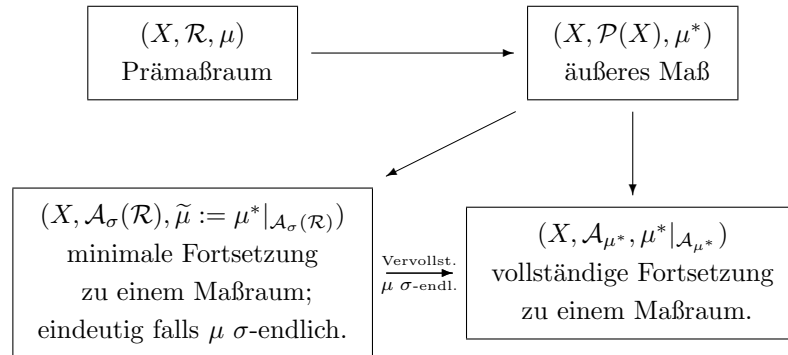 (X, ℛ, μ)
Prämaßraum
(X, 𝒫(X), μ*)
äußeres Maß
(X, 𝒜_σ(ℛ), μ̃ := μ*|_{𝒜_σ(ℛ)})
minimale Fortsetzung
zu einem Maßraum;
eindeutig falls μ σ-endlich.
Vervollst.
μ σ-endl.
(X, 𝒜_{μ*}, μ*|_{𝒜_{μ*}})
vollständige Fortsetzung
zu einem Maßraum.